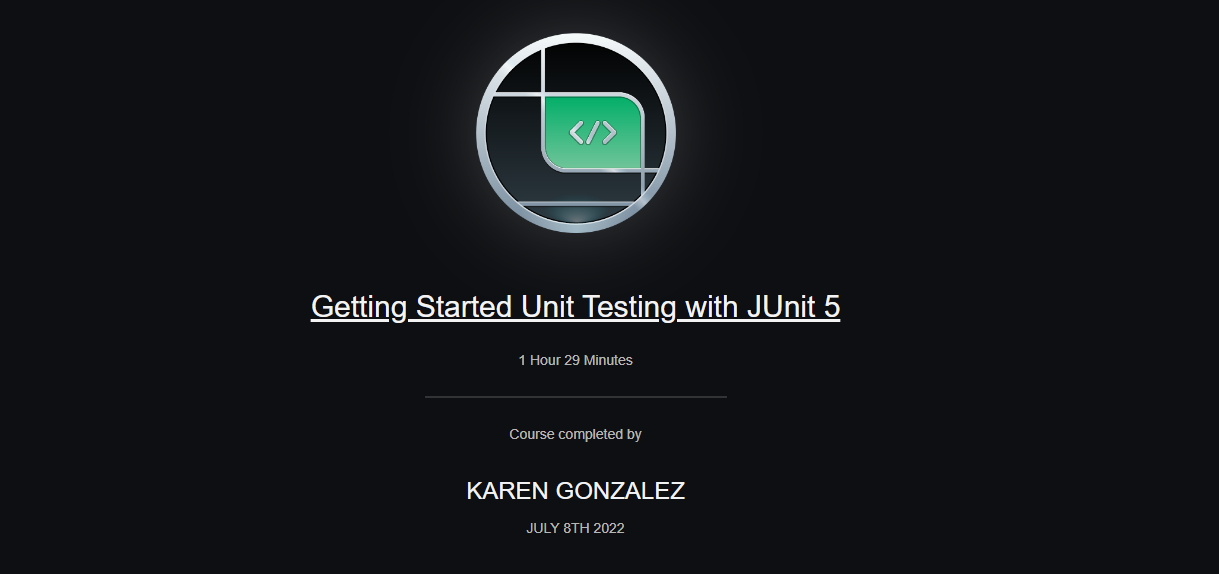 </>
Getting Started Unit Testing with JUnit 5
1 Hour 29 Minutes
Course completed by
KAREN GONZALEZ
JULY 8TH 2022